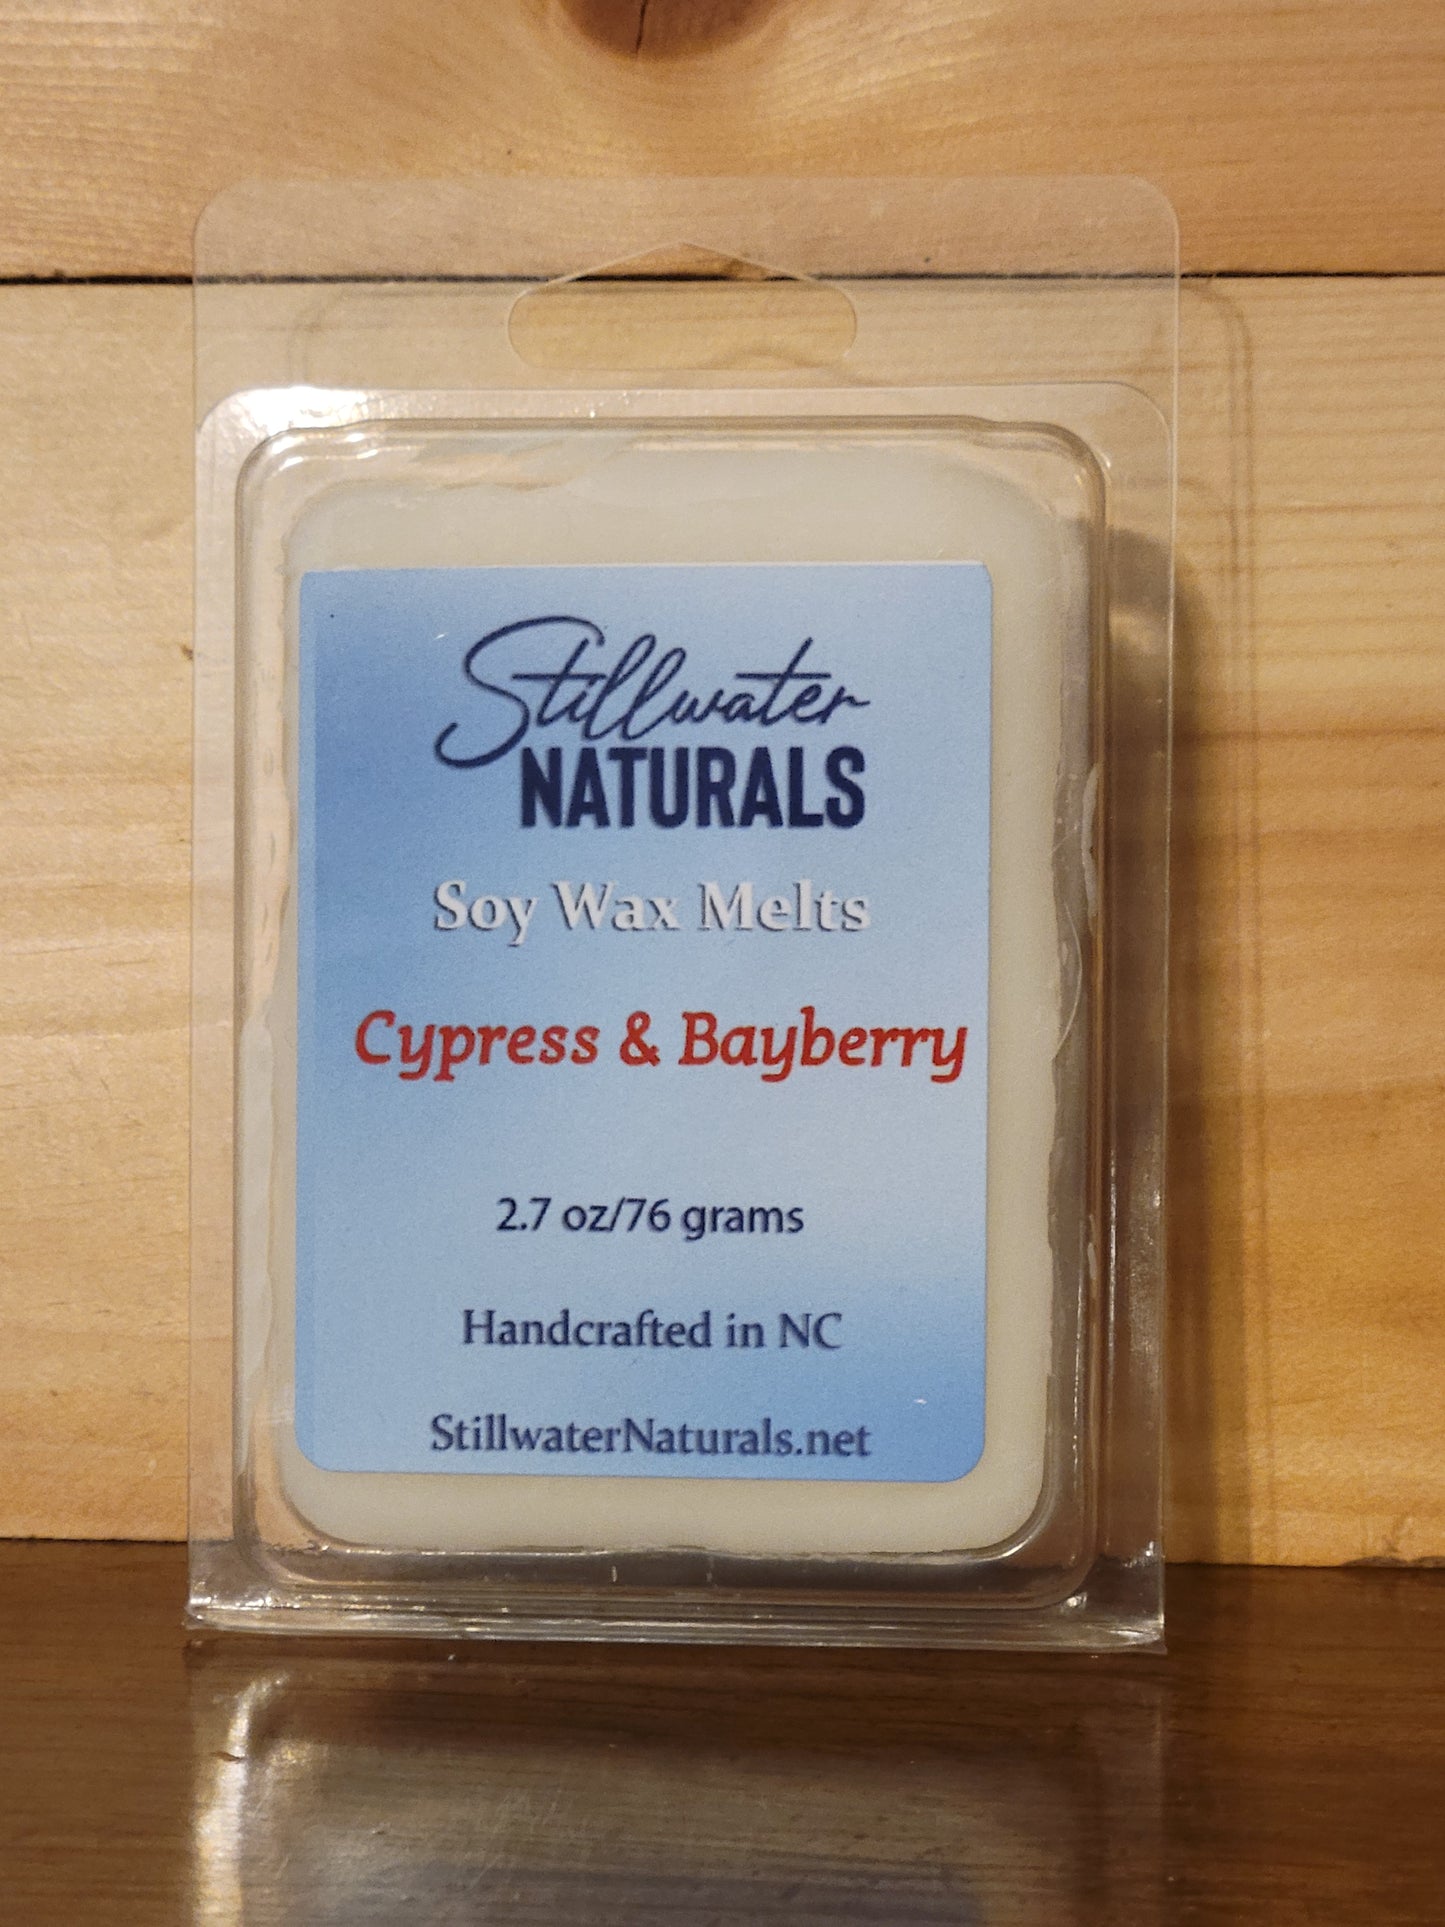 Stillwater
NATURALS
Soy Wax Melts
Cypress & Bayberry
2.7 oz/76 grams
Handcrafted in NC
StillwaterNaturals.net